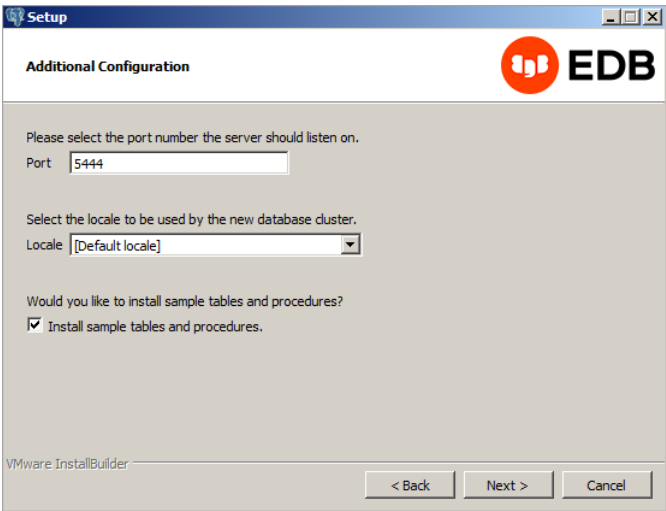 Setup
Additional Configuration
EDB
Please select the port number the server should listen on.
Port 5444
Select the locale to be used by the new database cluster.
Locale [Default locale]
Would you like to install sample tables and procedures?
Install sample tables and procedures.
VMware InstallBuilder
< Back Next > Cancel